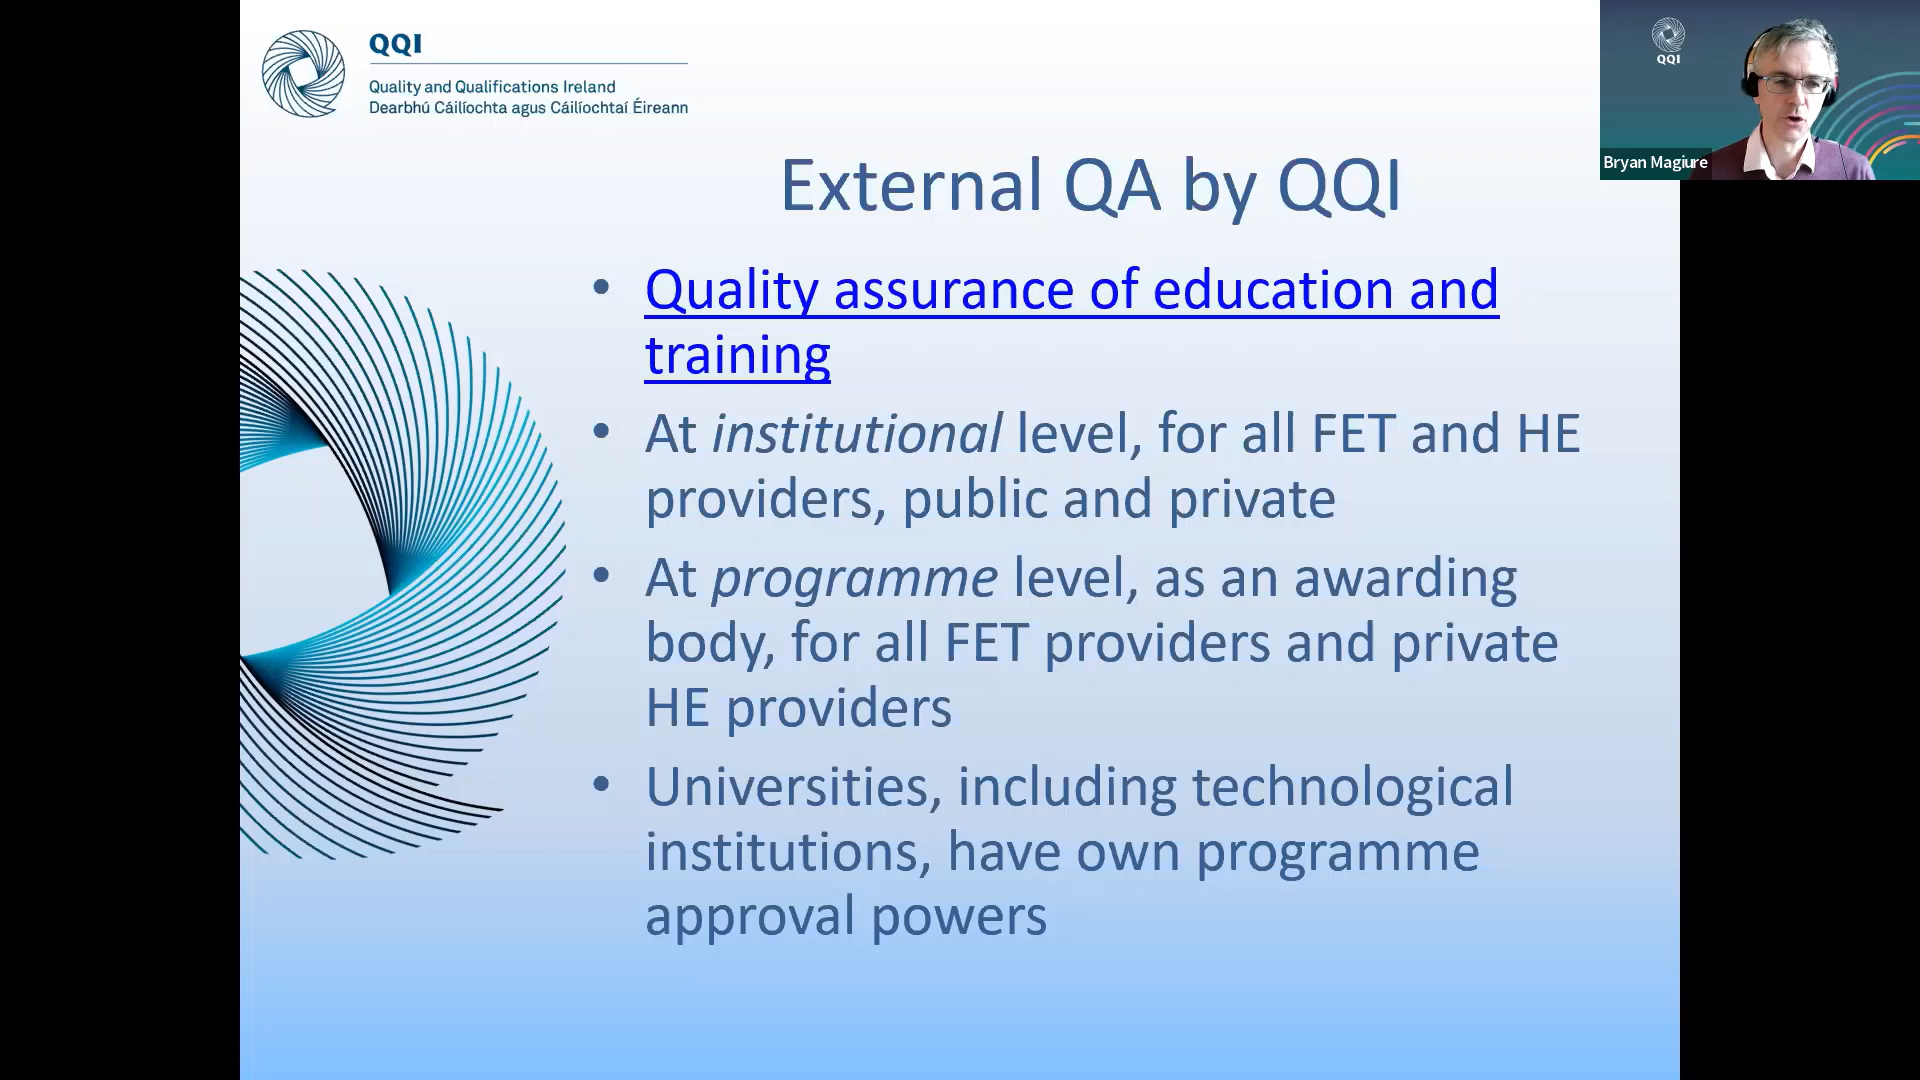 QQI
Quality and Qualifications Ireland
Dearbhú Cáilíochta agus Cáilíochtaí Éireann
QQI
Bryan Magiure
External QA by QQI
• Quality assurance of education and
training
• At institutional level, for all FET and HE
providers, public and private
• At programme level, as an awarding
body, for all FET providers and private
HE providers
• Universities, including technological
institutions, have own programme
approval powers